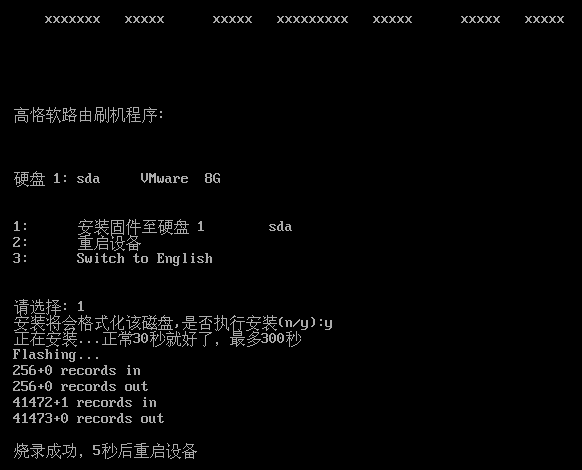 xxxxxxx xxxxx xxxxx xxxxxxxxx xxxxx xxxxx xxxxx
高恪软路由刷机程序:
硬盘 1: sda VMware 8G
1: 安装固件至硬盘 1 sda
2: 重启设备
3: Switch to English
请选择: 1
安装将会格式化该磁盘,是否执行安装(n/y):y
正在安装...正常30秒就好了, 最多300秒
Flashing...
256+0 records in
256+0 records out
41472+1 records in
41473+0 records out
烧录成功, 5秒后重启设备